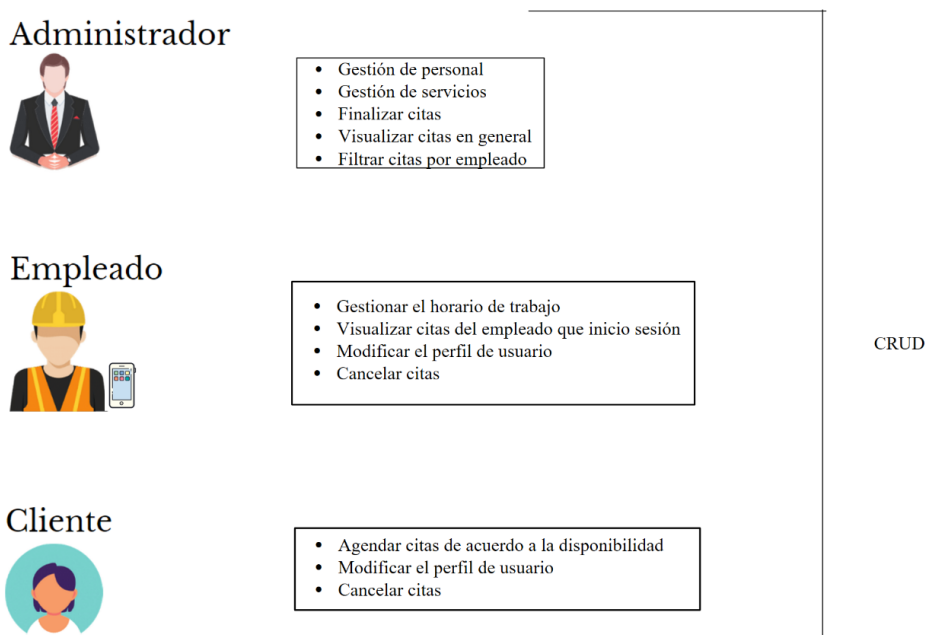 Administrador
• Gestión de personal
• Gestión de servicios
• Finalizar citas
• Visualizar citas en general
• Filtrar citas por empleado
Empleado
• Gestionar el horario de trabajo
• Visualizar citas del empleado que inicio sesión
• Modificar el perfil de usuario
• Cancelar citas
CRUD
Cliente
• Agendar citas de acuerdo a la disponibilidad
• Modificar el perfil de usuario
• Cancelar citas